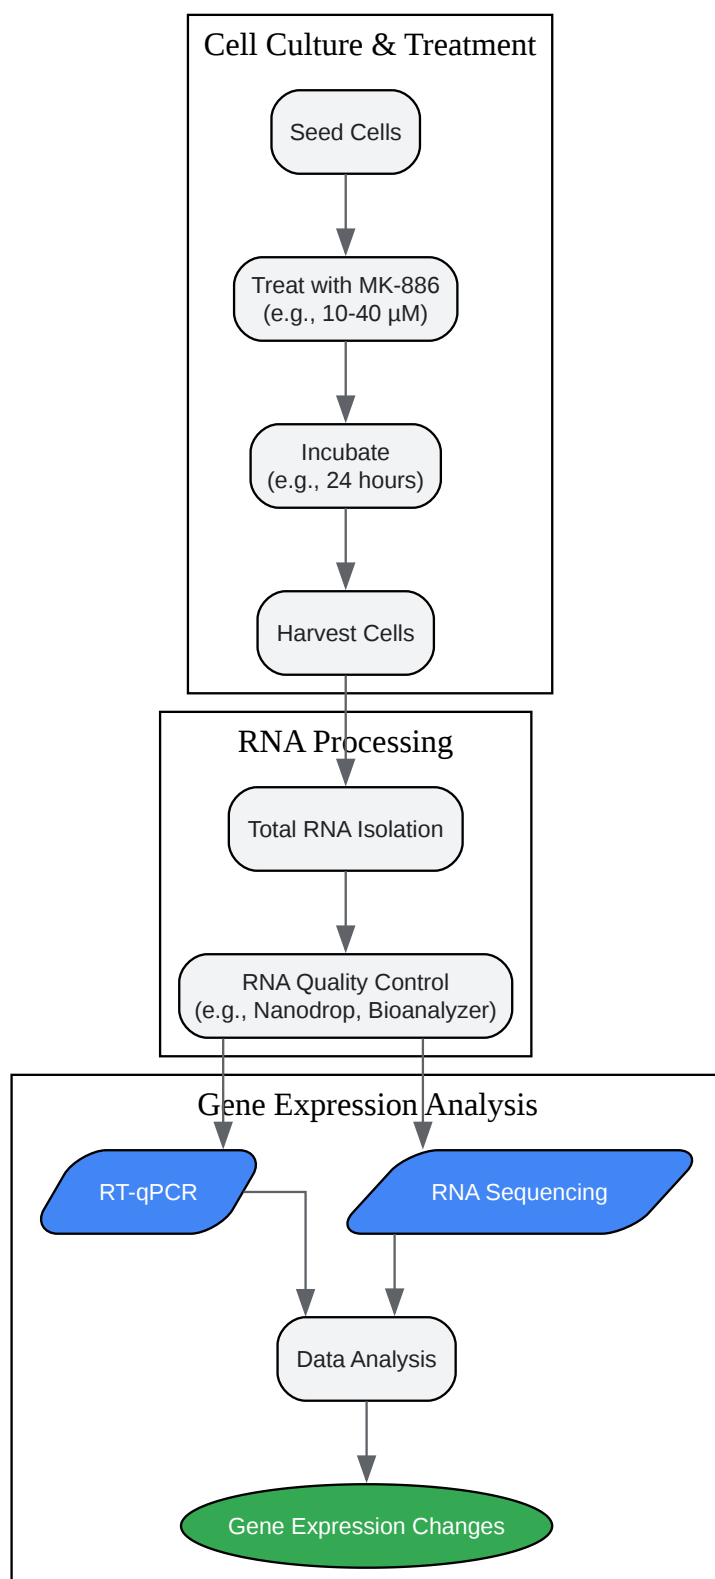 Cell Culture & Treatment
Seed Cells
Treat with MK-886
(e.g., 10-40 µM)
Incubate
(e.g., 24 hours)
Harvest Cells
RNA Processing
Total RNA Isolation
RNA Quality Control
(e.g., Nanodrop, Bioanalyzer)
Gene Expression Analysis
RT-qPCR
RNA Sequencing
Data Analysis
Gene Expression Changes